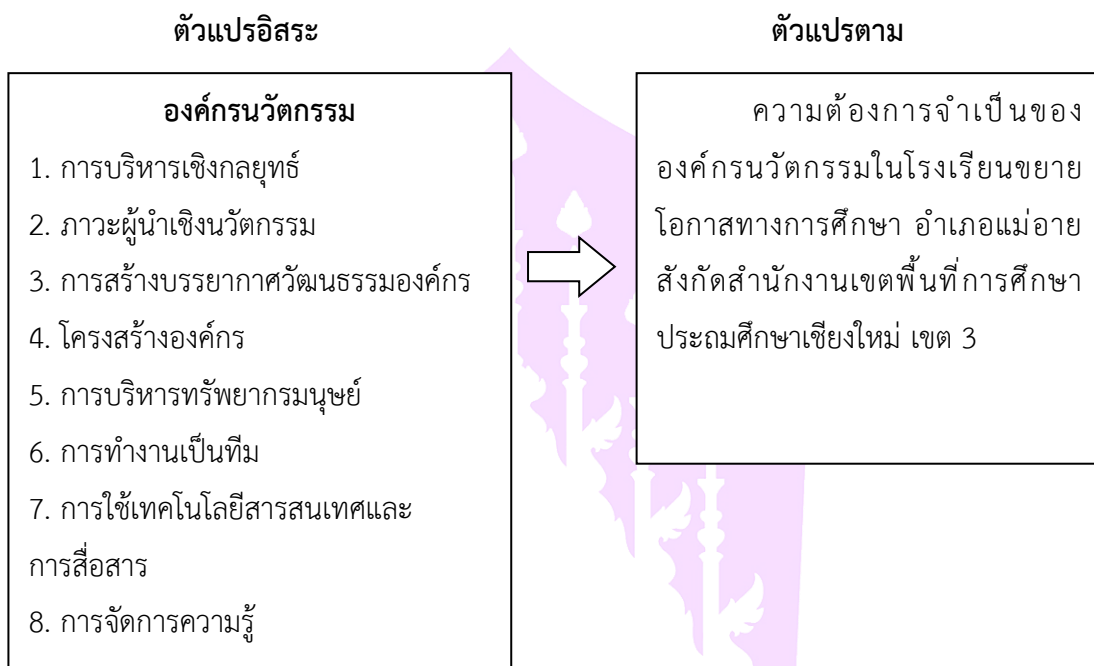 ตัวแปรอิสระ
ตัวแปรตาม
องค์กรนวัตกรรม
1. การบริหารเชิงกลยุทธ์
2. ภาวะผู้นำเชิงนวัตกรรม
3. การสร้างบรรยากาศวัฒนธรรมองค์กร
4. โครงสร้างองค์กร
5. การบริหารทรัพยากรมนุษย์
6. การทำงานเป็นทีม
7. การใช้เทคโนโลยีสารสนเทศและ
การสื่อสาร
8. การจัดการความรู้
ความต้องการจำเป็นของ
องค์กรนวัตกรรมในโรงเรียนขยาย
โอกาสทางการศึกษา อำเภอแม่อาย
สังกัดสำนักงานเขตพื้นที่การศึกษา
ประถมศึกษาเชียงใหม่ เขต 3